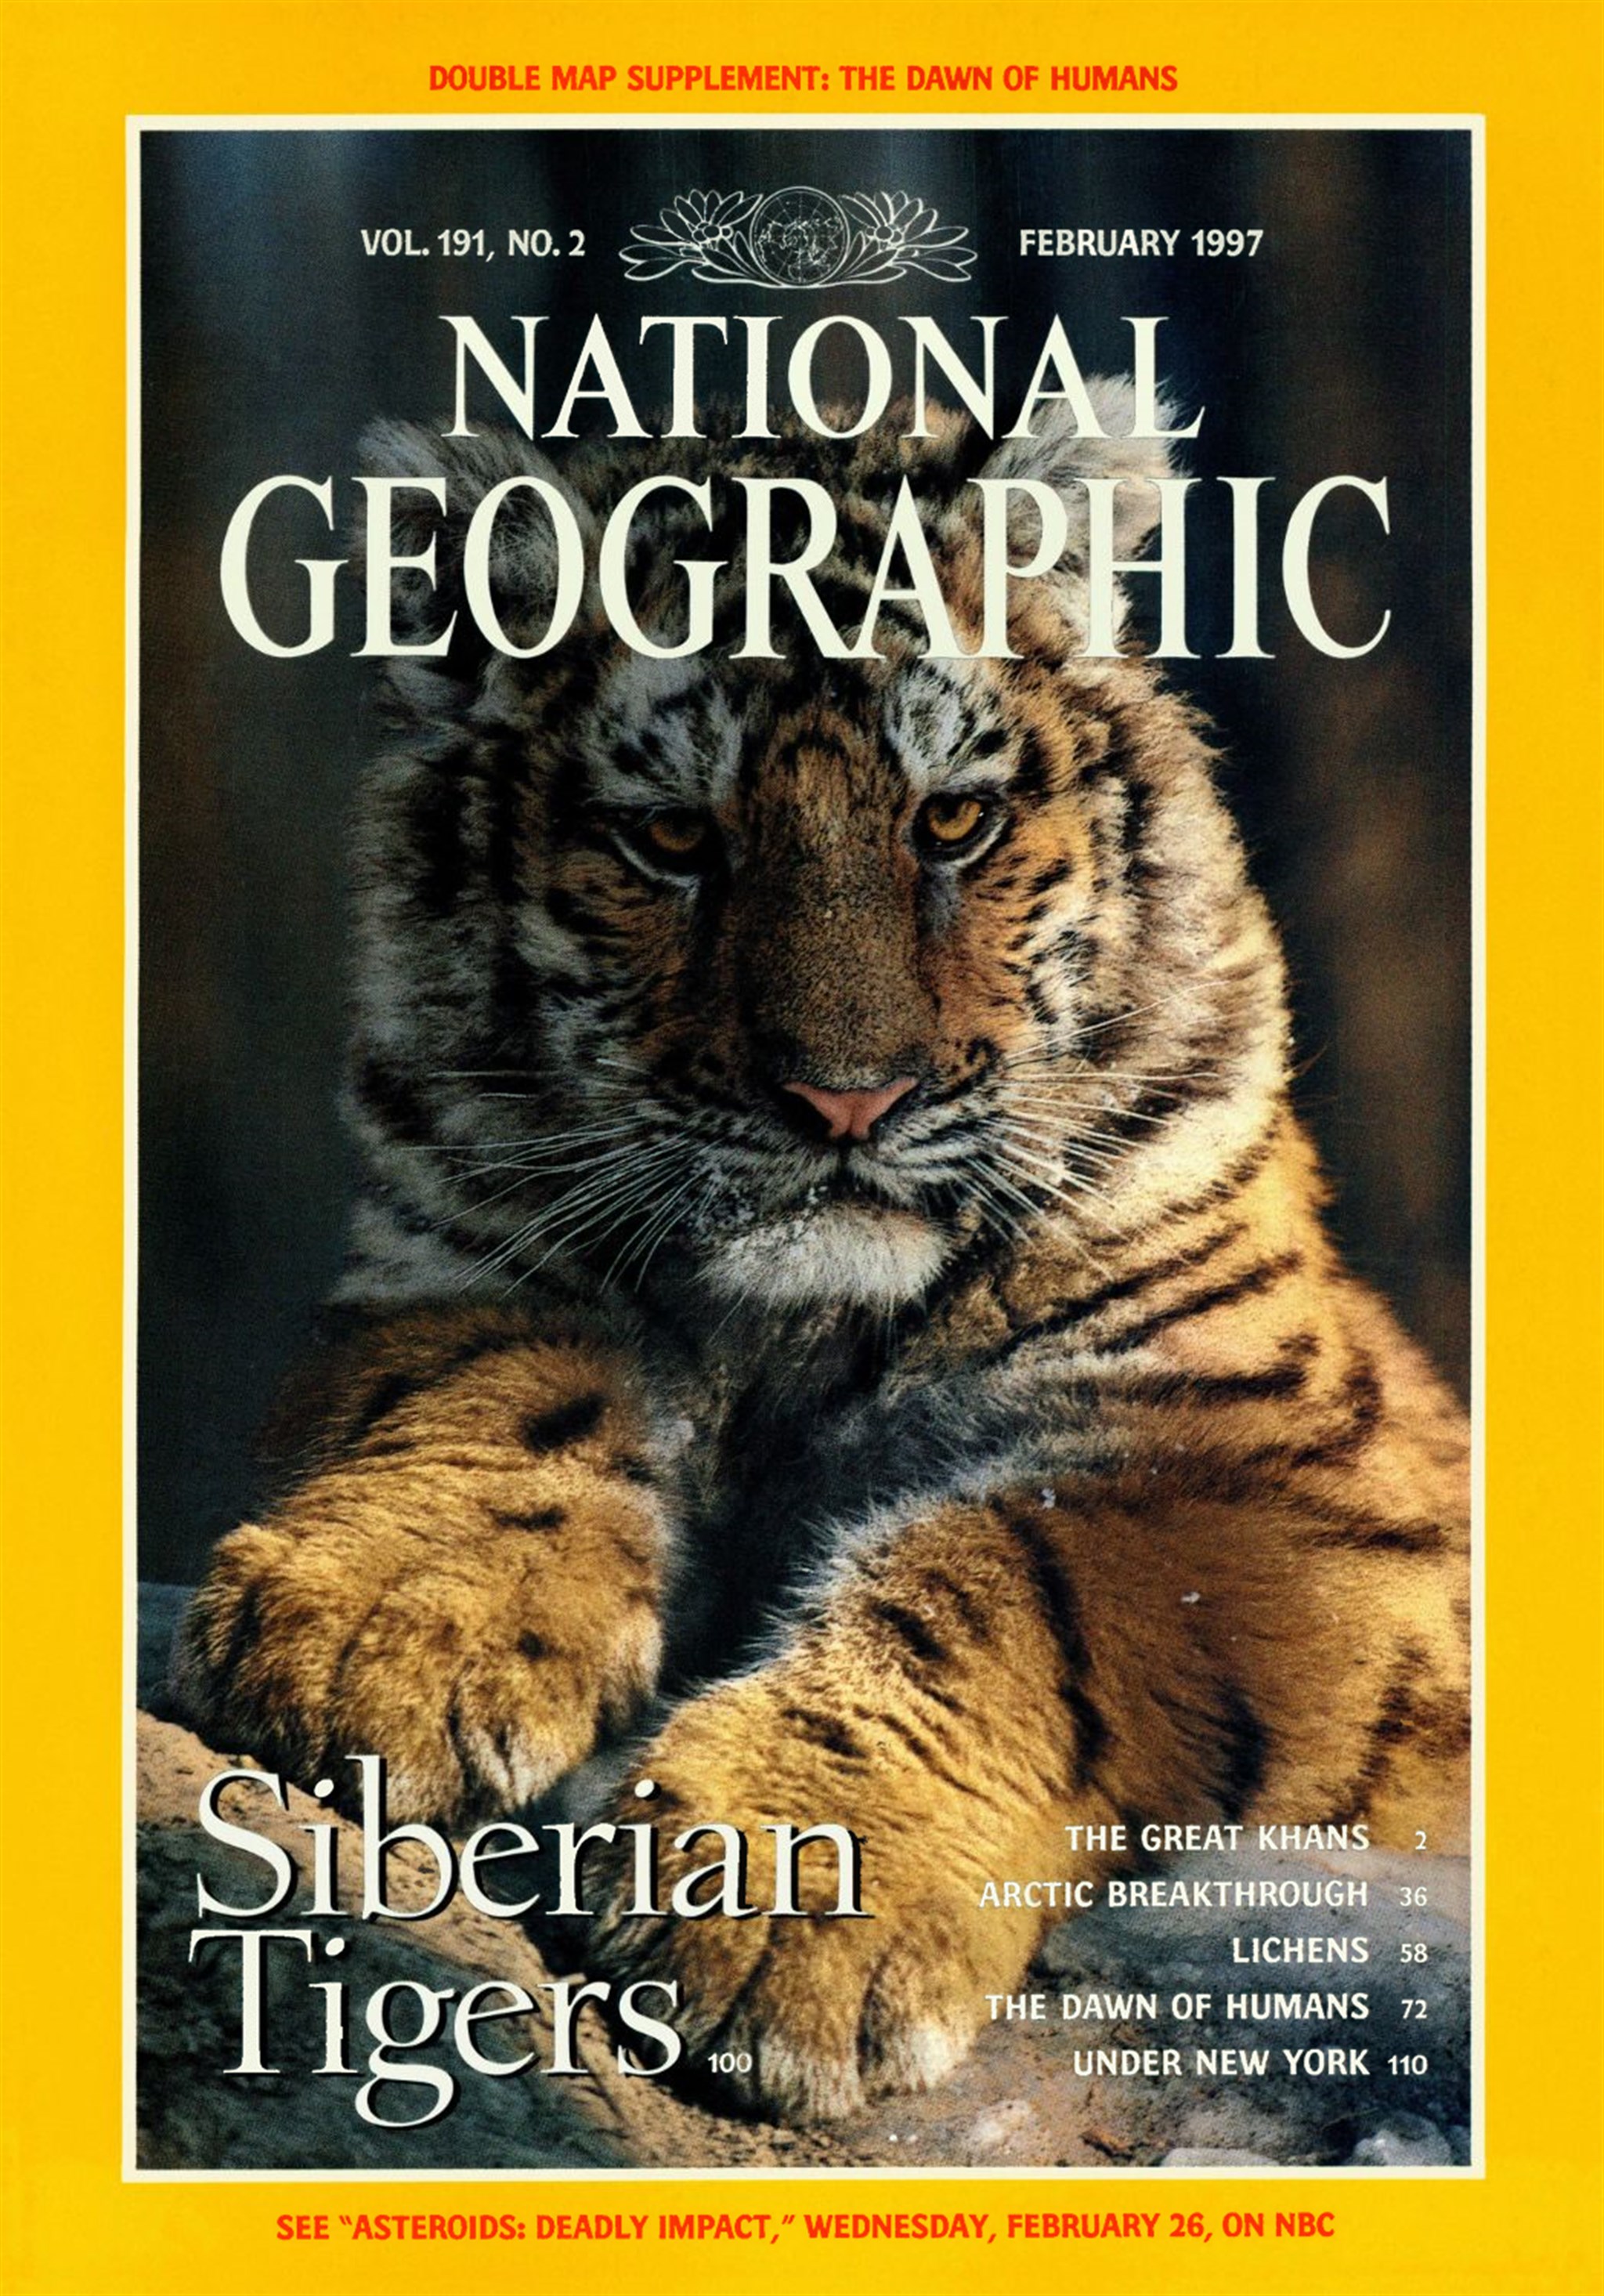 DOUBLE MAP SUPPLEMENT: THE DAWN OF HUMANS
VOL. 191, NO. 2
FEBRUARY 1997
NATIONAL
GEOGRAPHIC
Siberian
Tigers 100
THE GREAT KHANS 2
ARCTIC BREAKTHROUGH 36
LICHENS 58
THE DAWN OF HUMANS 72
UNDER NEW YORK 110
SEE "ASTEROIDS: DEADLY IMPACT," WEDNESDAY, FEBRUARY 26, ON NBC